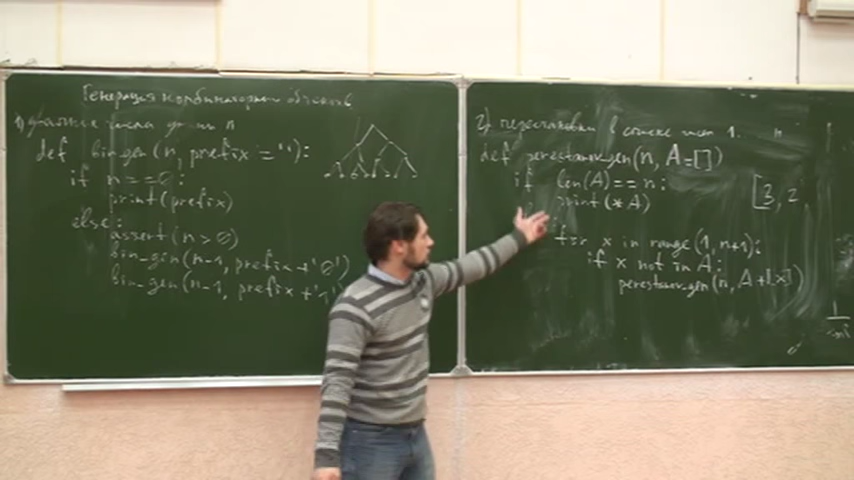 Генерация комбинаторных объектов
1) двоичные числа длины n
def bin_gen(n, prefix=''):
if n==0:
print(prefix)
else:
assert(n>0)
bin_gen(n-1, prefix+'0')
bin_gen(n-1, prefix+'1')
2) перестановки в списке чисел 1 ... n
def perestanov_gen(n, A=[])
if len(A)==n:
print(*A)
[3, 2
for x in range(1, n+1):
if x not in A:
perestanov_gen(n, A+[x])